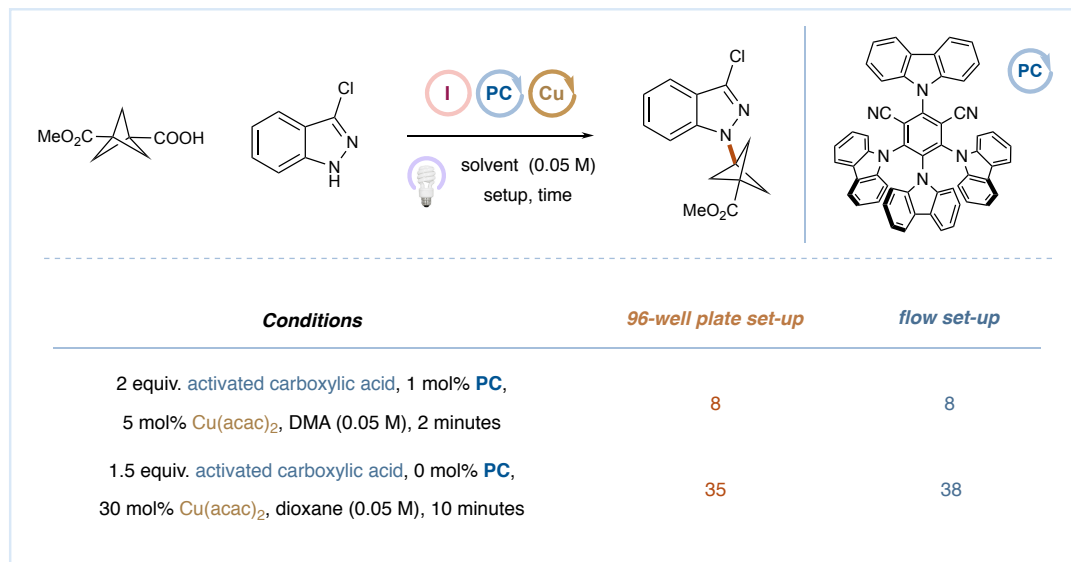 MeO₂C
COOH
Cl
N
N
H
I
PC
Cu
solvent (0.05 M)
setup, time
Cl
N
N
MeO₂C
N
NC
CN
N
N
N
PC
Conditions
96-well plate set-up
flow set-up
2 equiv. activated carboxylic acid, 1 mol% PC,
5 mol% Cu(acac)₂, DMA (0.05 M), 2 minutes
8
8
1.5 equiv. activated carboxylic acid, 0 mol% PC,
30 mol% Cu(acac)₂, dioxane (0.05 M), 10 minutes
35
38